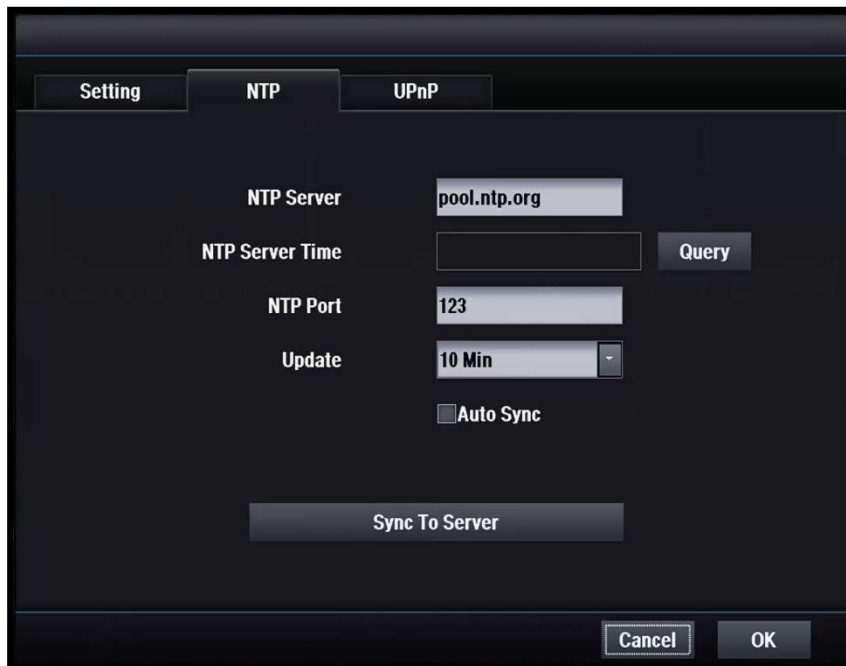 Setting NTP UPnP
NTP Server pool.ntp.org
NTP Server Time Query
NTP Port 123
Update 10 Min
Auto Sync
Sync To Server
Cancel OK